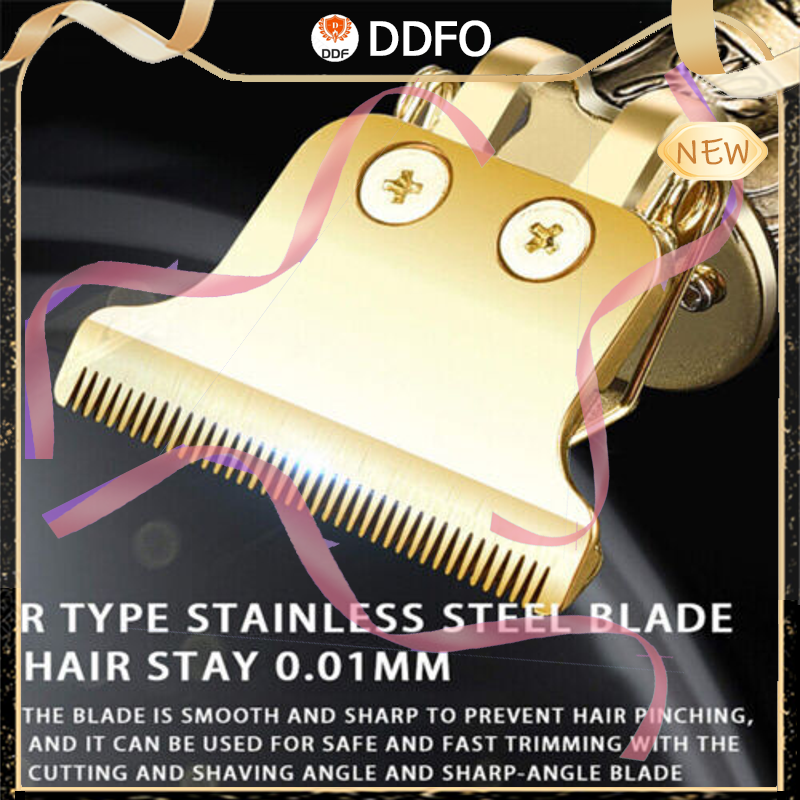 DDF
DDFO
NEW
R TYPE STAINLESS STEEL BLADE
HAIR STAY 0.01MM
THE BLADE IS SMOOTH AND SHARP TO PREVENT HAIR PINCHING,
AND IT CAN BE USED FOR SAFE AND FAST TRIMMING WITH THE
CUTTING AND SHAVING ANGLE AND SHARP-ANGLE BLADE